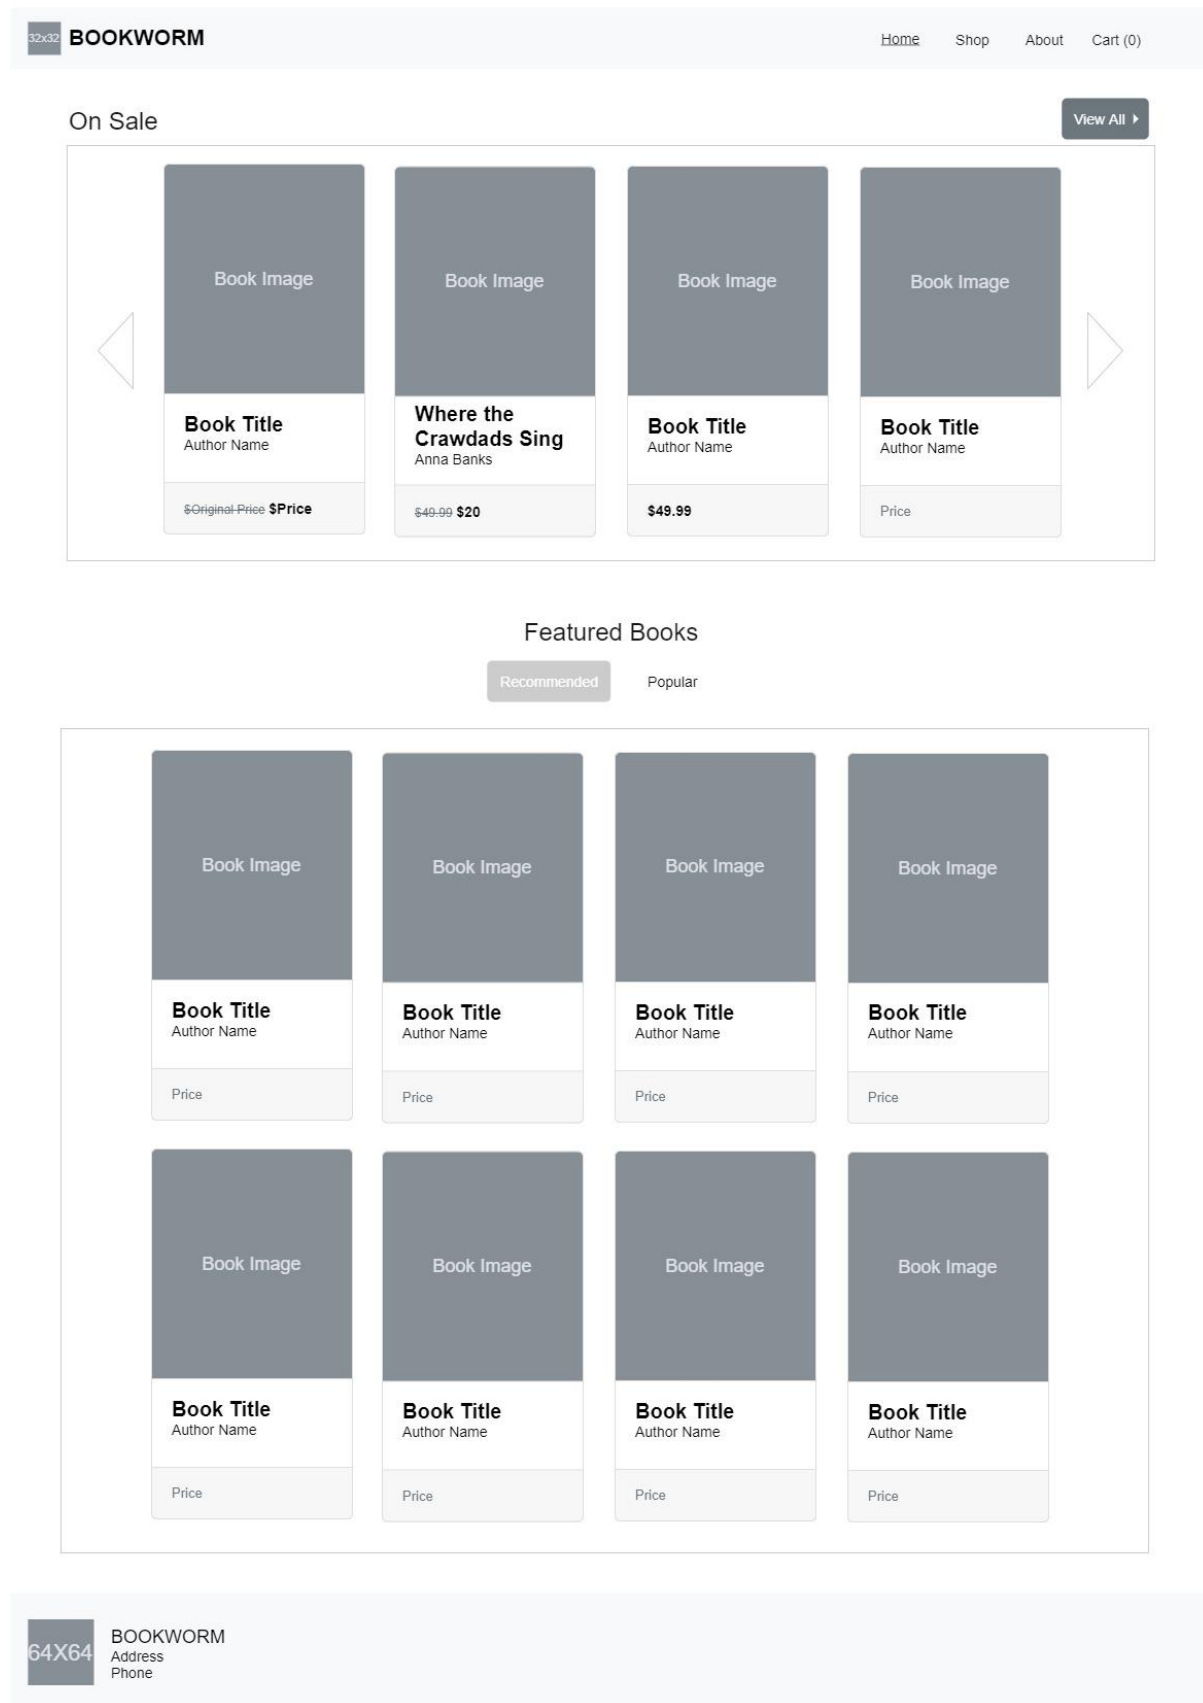 32x32 BOOKWORM Home Shop About Cart (0)
On Sale
View All
Book Image
Book Title
Author Name
$Original Price $Price
Book Image
Where the
Crawdads Sing
Anna Banks
$49.99 $20
Book Image
Book Title
Author Name
$49.99
Book Image
Book Title
Author Name
Price
Featured Books
Recommended Popular
Book Image
Book Title
Author Name
Price
Book Image
Book Title
Author Name
Price
Book Image
Book Title
Author Name
Price
Book Image
Book Title
Author Name
Price
Book Image
Book Title
Author Name
Price
Book Image
Book Title
Author Name
Price
Book Image
Book Title
Author Name
Price
Book Image
Book Title
Author Name
Price
64X64
BOOKWORM
Address
Phone